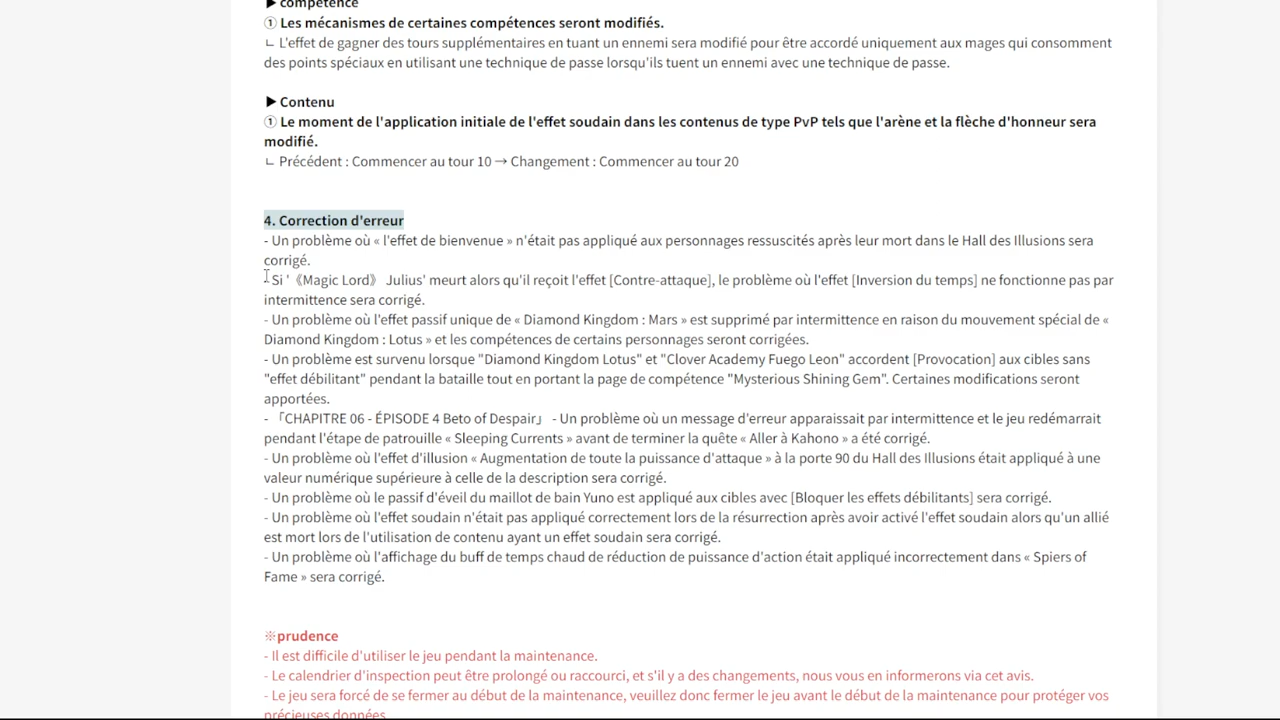 ▶ compétence
① Les mécanismes de certaines compétences seront modifiés.
ㄴ L'effet de gagner des tours supplémentaires en tuant un ennemi sera modifié pour être accordé uniquement aux mages qui consomment
des points spéciaux en utilisant une technique de passe lorsqu'ils tuent un ennemi avec une technique de passe.
▶ Contenu
① Le moment de l'application initiale de l'effet soudain dans les contenus de type PvP tels que l'arène et la flèche d'honneur sera
modifié.
ㄴ Précédent : Commencer au tour 10 → Changement : Commencer au tour 20
4. Correction d'erreur
- Un problème où « l'effet de bienvenue » n'était pas appliqué aux personnages ressuscités après leur mort dans le Hall des Illusions sera
corrigé.
- Si '《Magic Lord》 Julius' meurt alors qu'il reçoit l'effet [Contre-attaque], le problème où l'effet [Inversion du temps] ne fonctionne pas par
intermittence sera corrigé.
- Un problème où l'effet passif unique de « Diamond Kingdom : Mars » est supprimé par intermittence en raison du mouvement spécial de «
Diamond Kingdom : Lotus » et les compétences de certains personnages seront corrigées.
- Un problème est survenu lorsque "Diamond Kingdom Lotus" et "Clover Academy Fuego Leon" accordent [Provocation] aux cibles sans
"effet débilitant" pendant la bataille tout en portant la page de compétence "Mysterious Shining Gem". Certaines modifications seront
apportées.
- 「CHAPITRE 06 - ÉPISODE 4 Beto of Despair」 - Un problème où un message d'erreur apparaissait par intermittence et le jeu redémarrait
pendant l'étape de patrouille « Sleeping Currents » avant de terminer la quête « Aller à Kahono » a été corrigé.
- Un problème où l'effet d'illusion « Augmentation de toute la puissance d'attaque » à la porte 90 du Hall des Illusions était appliqué à une
valeur numérique supérieure à celle de la description sera corrigé.
- Un problème où le passif d'éveil du maillot de bain Yuno est appliqué aux cibles avec [Bloquer les effets débilitants] sera corrigé.
- Un problème où l'effet soudain n'était pas appliqué correctement lors de la résurrection après avoir activé l'effet soudain alors qu'un allié
est mort lors de l'utilisation de contenu ayant un effet soudain sera corrigé.
- Un problème où l'affichage du buff de temps chaud de réduction de puissance d'action était appliqué incorrectement dans « Spiers of
Fame » sera corrigé.
※prudence
- Il est difficile d'utiliser le jeu pendant la maintenance.
- Le calendrier d'inspection peut être prolongé ou raccourci, et s'il y a des changements, nous vous en informerons via cet avis.
- Le jeu sera forcé de se fermer au début de la maintenance, veuillez donc fermer le jeu avant le début de la maintenance pour protéger vos
précieuses données.